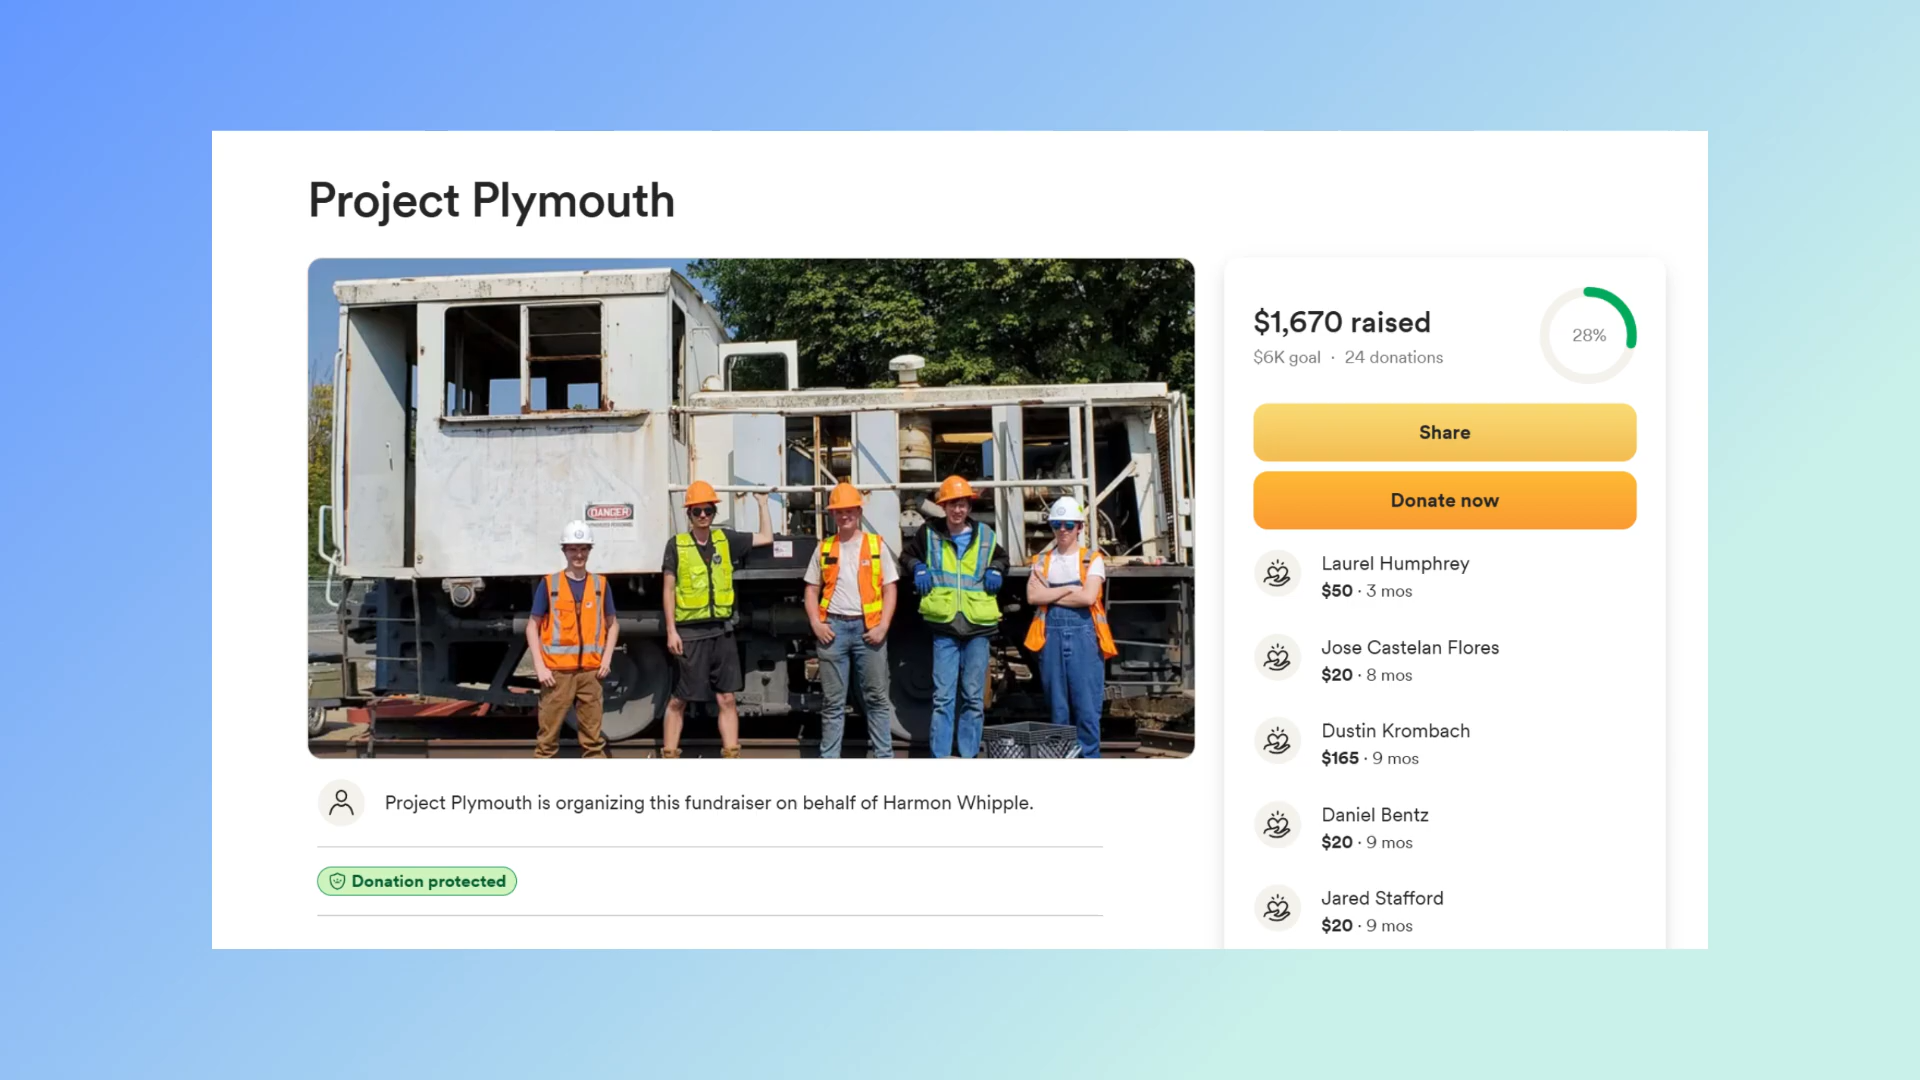 Project Plymouth
DANGER
$1,670 raised
$6K goal · 24 donations
28%
Share
Donate now
Laurel Humphrey
$50 · 3 mos
Jose Castelan Flores
$20 · 8 mos
Dustin Krombach
$165 · 9 mos
Daniel Bentz
$20 · 9 mos
Jared Stafford
$20 · 9 mos
Project Plymouth is organizing this fundraiser on behalf of Harmon Whipple.
Donation protected